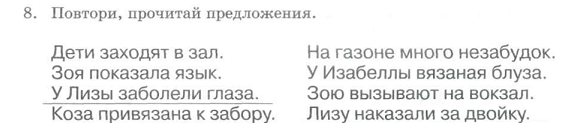 8. Повтори, прочитай предложения.
Дети заходят в зал.
Зоя показала язык.
У Лизы заболели глаза.
Коза привязана к забору.
На газоне много незабудок.
У Изабеллы вязаная блуза.
Зою вызывают на вокзал.
Лизу наказали за двойку.